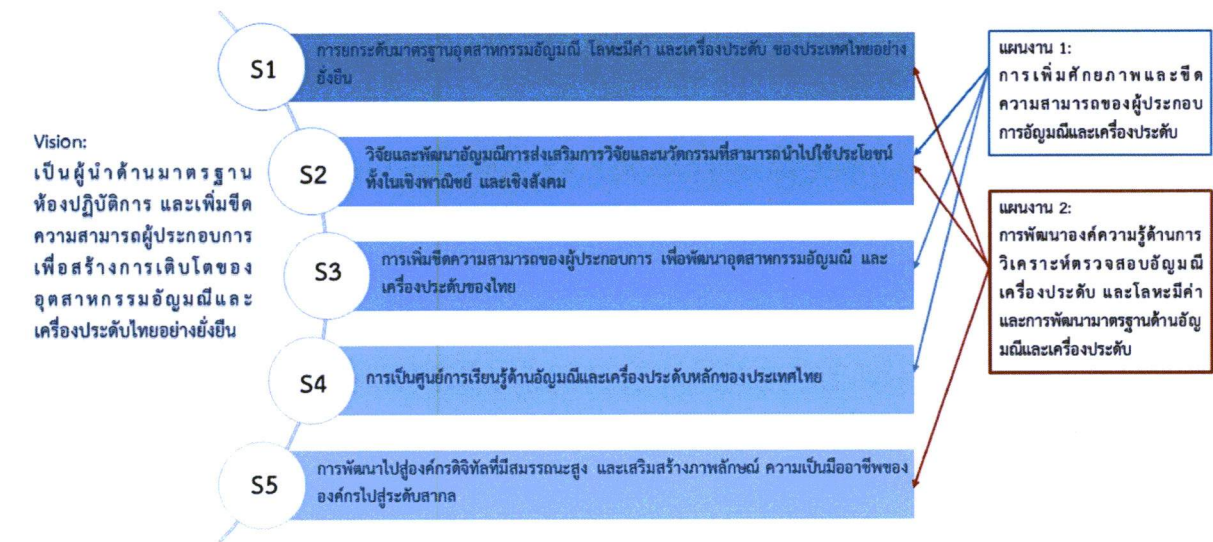 Vision:
เป็นผู้นำด้านมาตรฐาน
ห้องปฏิบัติการ และเพิ่มขีด
ความสามารถผู้ประกอบการ
เพื่อสร้างการเติบโตของ
อุตสาหกรรมอัญมณีและ
เครื่องประดับไทยอย่างยั่งยืน
S1
การยกระดับมาตรฐานอุตสาหกรรมอัญมณี โลหะมีค่า และเครื่องประดับ ของประเทศไทยอย่าง
ยั่งยืน
S2
วิจัยและพัฒนาอัญมณีการส่งเสริมการวิจัยและนวัตกรรมที่สามารถนำไปใช้ประโยชน์
ทั้งในเชิงพาณิชย์ และเชิงสังคม
S3
การเพิ่มขีดความสามารถของผู้ประกอบการ เพื่อพัฒนาอุตสาหกรรมอัญมณี และ
เครื่องประดับของไทย
S4
การเป็นศูนย์การเรียนรู้ด้านอัญมณีและเครื่องประดับหลักของประเทศไทย
S5
การพัฒนาไปสู่องค์กรดิจิทัลที่มีสมรรถนะสูง และเสริมสร้างภาพลักษณ์ ความเป็นมืออาชีพของ
องค์กรไปสู่ระดับสากล
แผนงาน 1:
การเพิ่มศักยภาพและขีด
ความสามารถของผู้ประกอบ
การอัญมณีและเครื่องประดับ
แผนงาน 2:
การพัฒนาองค์ความรู้ด้านการ
วิเคราะห์ตรวจสอบอัญมณี
เครื่องประดับ และโลหะมีค่า
และการพัฒนามาตรฐานด้านอัญ
มณีและเครื่องประดับ